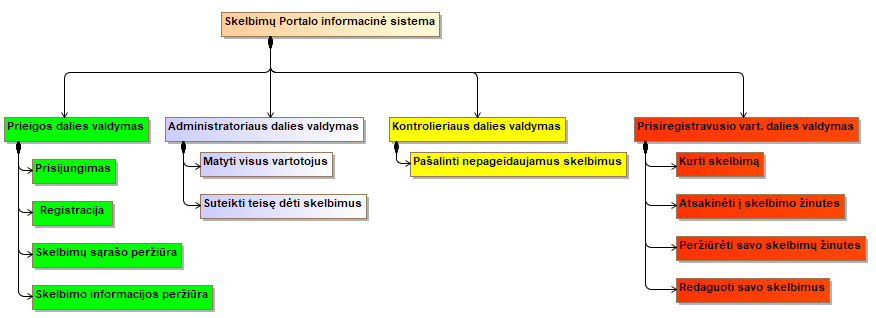 Skelbimų Portalo informacinė sistema
Prieigos dalies valdymas
Prisijungimas
Registracija
Skelbimų sąrašo peržiūra
Skelbimo informacijos peržiūra
Administratoriaus dalies valdymas
Matyti visus vartotojus
Suteikti teisę dėti skelbimus
Kontrolieriaus dalies valdymas
Pašalinti nepageidaujamus skelbimus
Prisiregistravusio vart. dalies valdymas
Kurti skelbimą
Atsakinėti į skelbimo žinutes
Peržiūrėti savo skelbimų žinutes
Redaguoti savo skelbimus